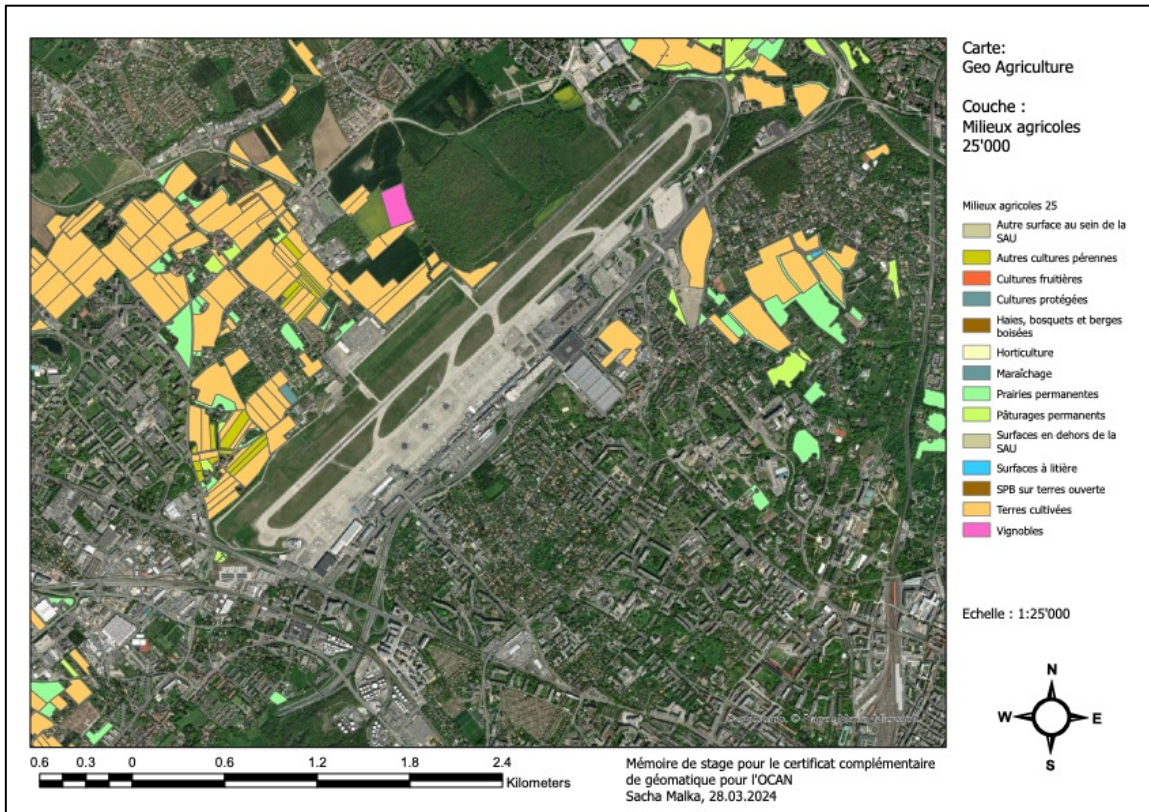 Carte:
Geo Agriculture
Couche :
Milieux agricoles
25'000
Milieux agricoles 25
Autre surface au sein de la
SAU
Autres cultures pérennes
Cultures fruitières
Cultures protégées
Haies, bosquets et berges
boisées
Horticulture
Maraîchage
Prairies permanentes
Pâturages permanents
Surfaces en dehors de la
SAU
Surfaces à litière
SPB sur terres ouverte
Terres cultivées
Vignobles
Echelle : 1:25'000
N
W E
S
0.6 0.3 0 0.6 1.2 1.8 2.4
Kilometers
Mémoire de stage pour le certificat complémentaire
de géomatique pour l'OCAN
Sacha Malka, 28.03.2024